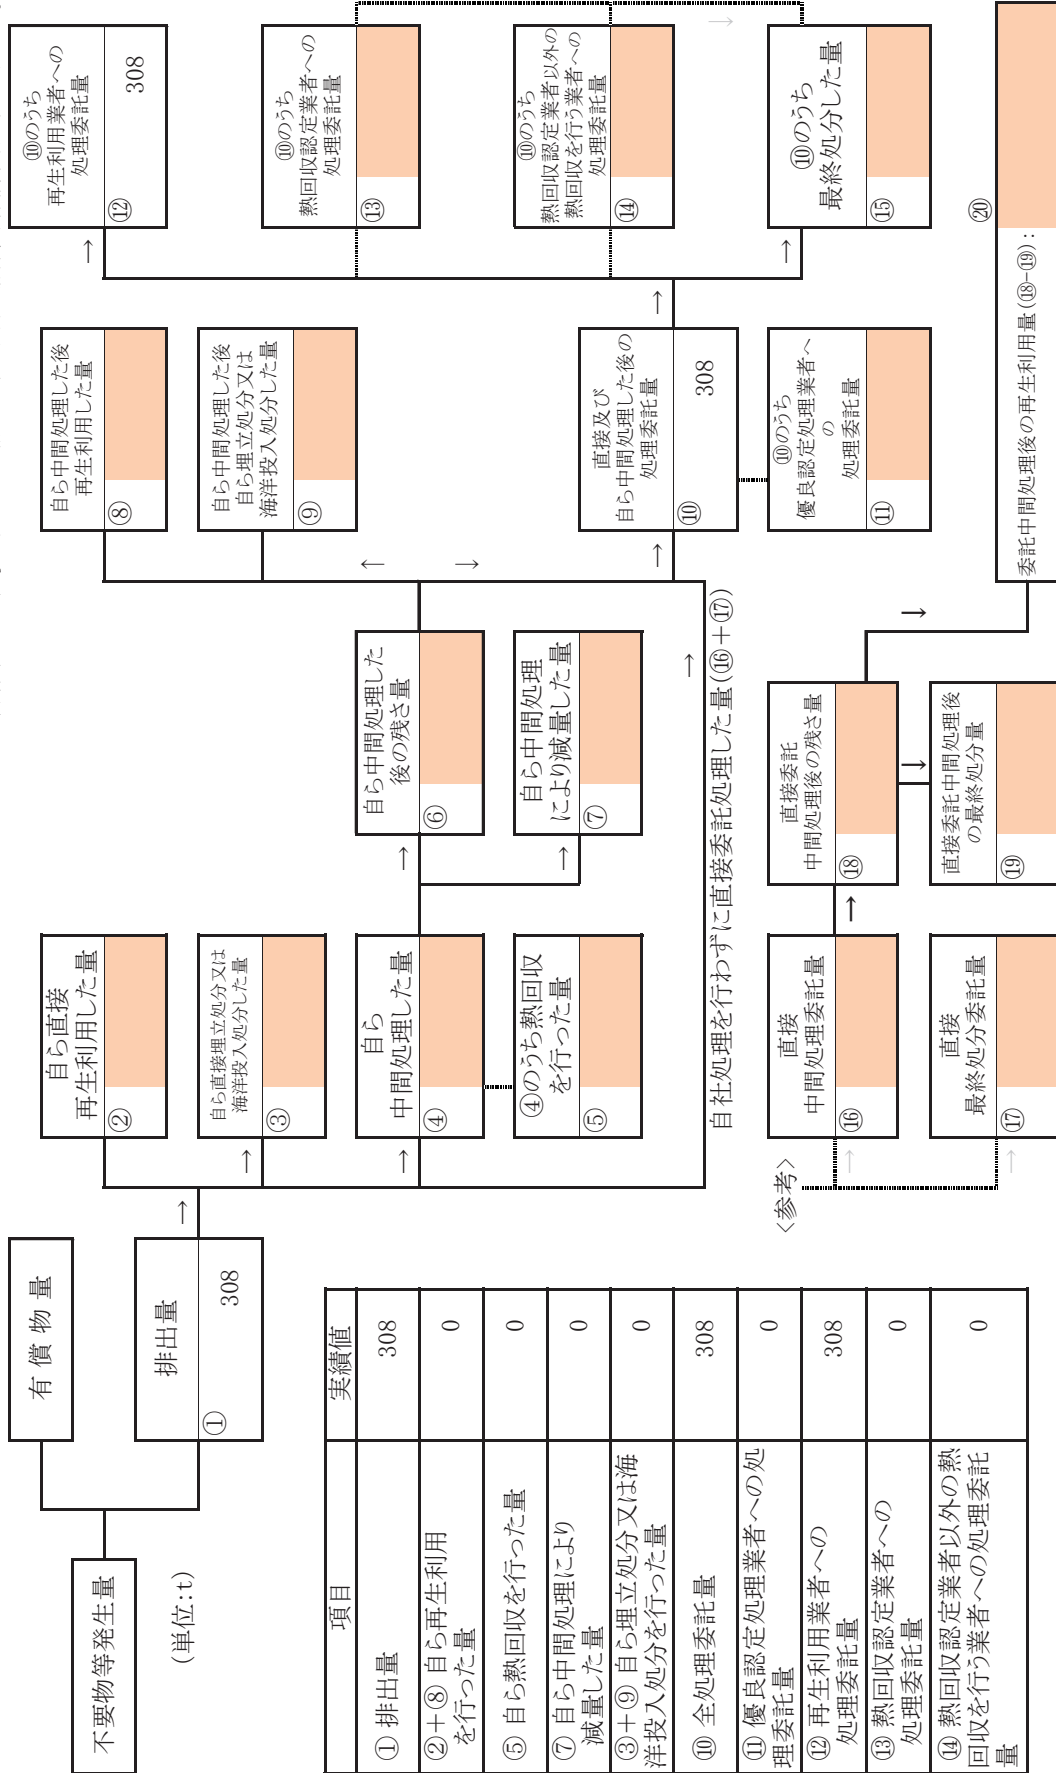 不要物等発生量
(単位:t)
有 償 物 量
排出量
①
308
→
自ら直接
再生利用した量
②
自ら直接埋立処分又は
海洋投入処分した量
③
→
自ら
中間処理した量
④
→
④のうち熱回収
を行った量
⑤
自ら中間処理した
後の残さ量
⑥
→
自ら中間処理
により減量した量
⑦
→
自ら中間処理した後
再生利用した量
⑧
自ら中間処理した後
自ら埋立処分又は
海洋投入処分した量
⑨
直接及び
自ら中間処理した後の
処理委託量
⑩
308
→
→
⑩のうち
優良認定処理業者へ
の
処理委託量
⑪
⑩のうち
再生利用業者への
処理委託量
⑫
308
→
⑩のうち
熱回収認定業者への
処理委託量
⑬
⑩のうち
熱回収認定業者以外の
熱回収を行う業者への
処理委託量
⑭
⑩のうち
最終処分した量
⑮
→
自社処理を行わずに直接委託処理した量(⑯+⑰)
→
<参考>
直接
中間処理委託量
⑯
直接
最終処分委託量
⑰
直接委託
中間処理後の残さ量
⑱
→
直接委託中間処理後
の最終処分量
⑲
委託中間処理後の再生利用量(⑱-⑲):
⑳
項目 実績値
① 排出量 308
②+⑧ 自ら再生利用
を行った量 0
⑤ 自ら熱回収を行った量 0
⑦ 自ら中間処理により
減量した量 0
③+⑨ 自ら埋立処分又は海
洋投入処分を行った量 0
⑩ 全処理委託量 308
⑪ 優良認定処理業者への処
理委託量 0
⑫ 再生利用業者への
処理委託量 308
⑬ 熱回収認定業者への
処理委託量 0
⑭ 熱回収認定業者以外の熱
回収を行う業者への処理委託
量 0